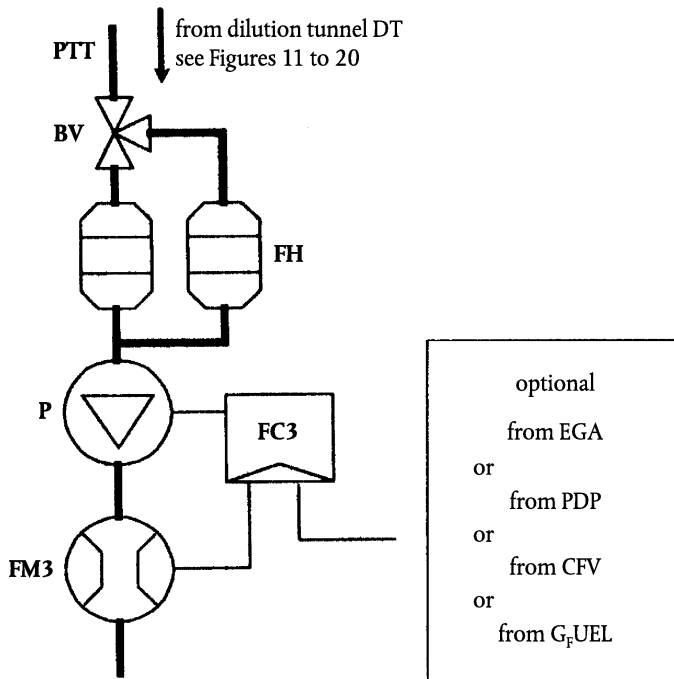 from dilution tunnel DT
see Figures 11 to 20
PTT
BV
FH
P
FC3
FM3
optional
from EGA
or
from PDP
or
from CFV
or
from GFUEL